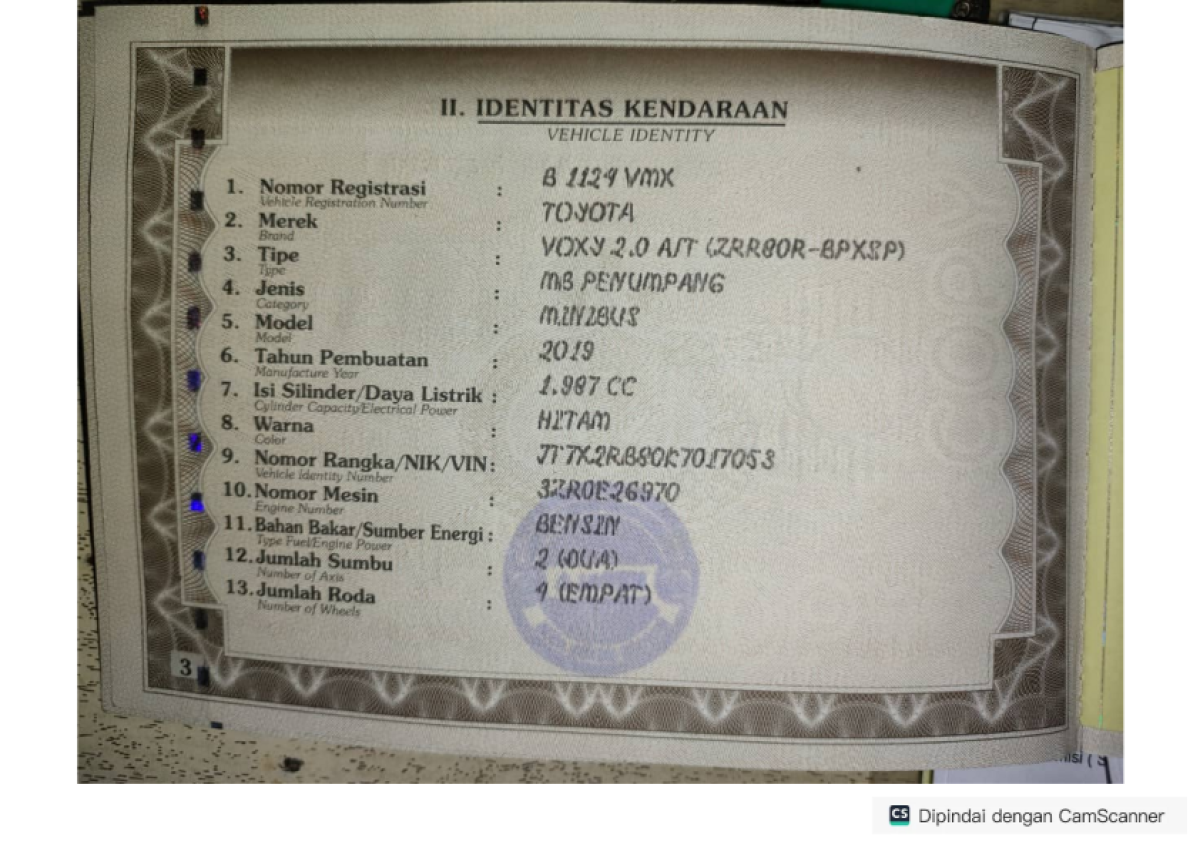 II. IDENTITAS KENDARAAN
VEHICLE IDENTITY
1. Nomor Registrasi : B 1129 VMX
Vehicle Registration Number
2. Merek : TOYOTA
Brand
3. Tipe : VOXY 2.0 A/T (ZRR80R-BPXSP)
Type
4. Jenis : MB PENUMPANG
Category
5. Model : MINIBUS
Model
6. Tahun Pembuatan : 2019
Manufacture Year
7. Isi Silinder/Daya Listrik : 1.987 CC
Cylinder Capacity/Electrical Power
8. Warna : HITAM
Color
9. Nomor Rangka/NIK/VIN:
Vehicle Identity Number
10. Nomor Mesin : 3ZR0E26970
Engine Number
11. Bahan Bakar/Sumber Energi : BENSIN
Type Fuel/Engine Power
12. Jumlah Sumbu : 2 (DUA)
Number of Axis
13. Jumlah Roda : 4 (EMPAT)
Number of Wheels
3
CS Dipindai dengan CamScanner